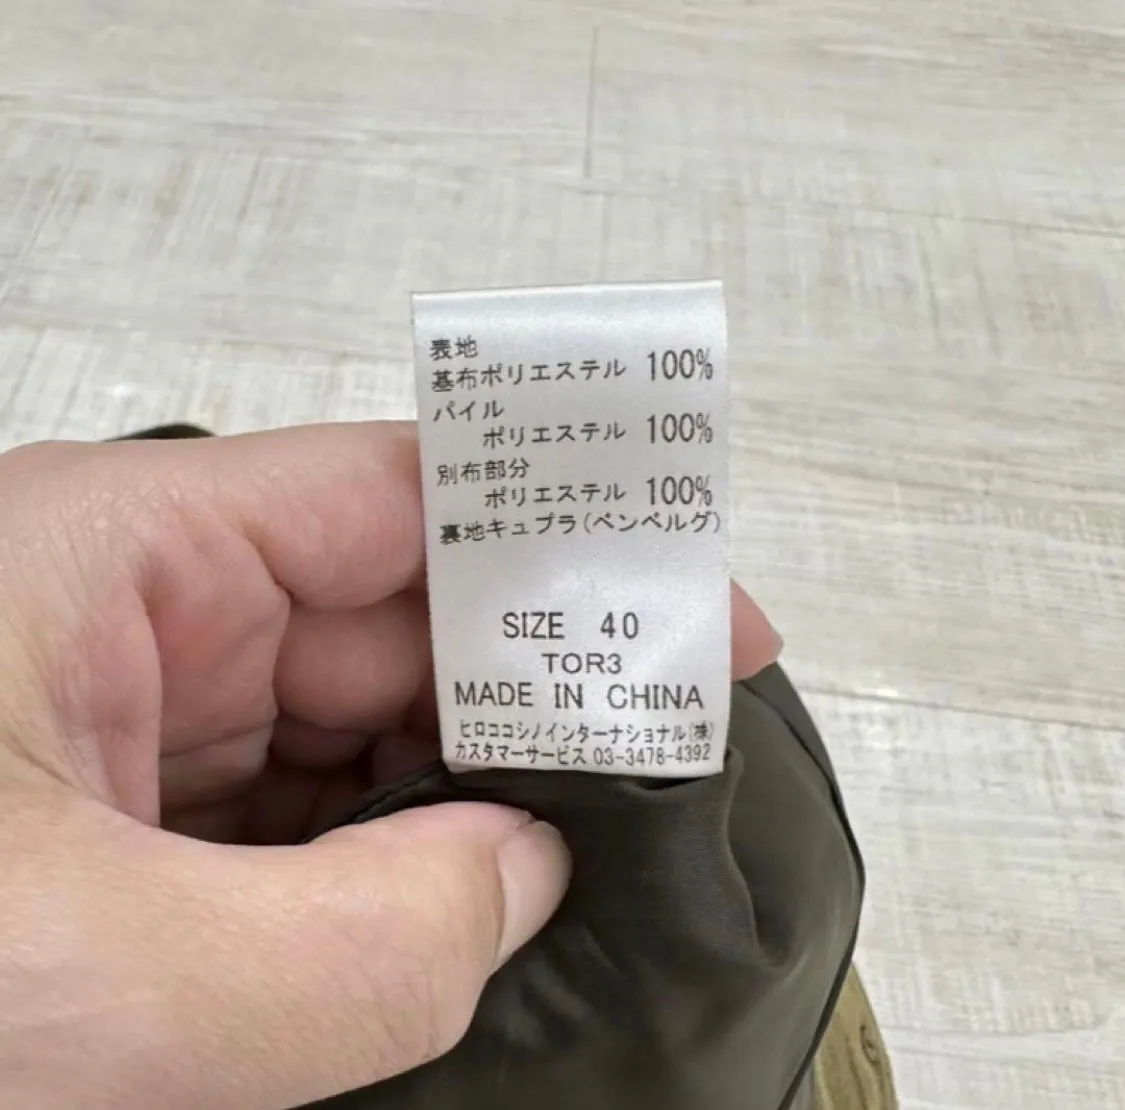 表地
基布ポリエステル 100%
パイル
ポリエステル 100%
別布部分
ポリエステル 100%
裏地キュプラ(ベンベルグ)
SIZE 40
TOR3
MADE IN CHINA
ヒロココシノインターナショナル(株)
カスタマーサービス 03-3478-4392